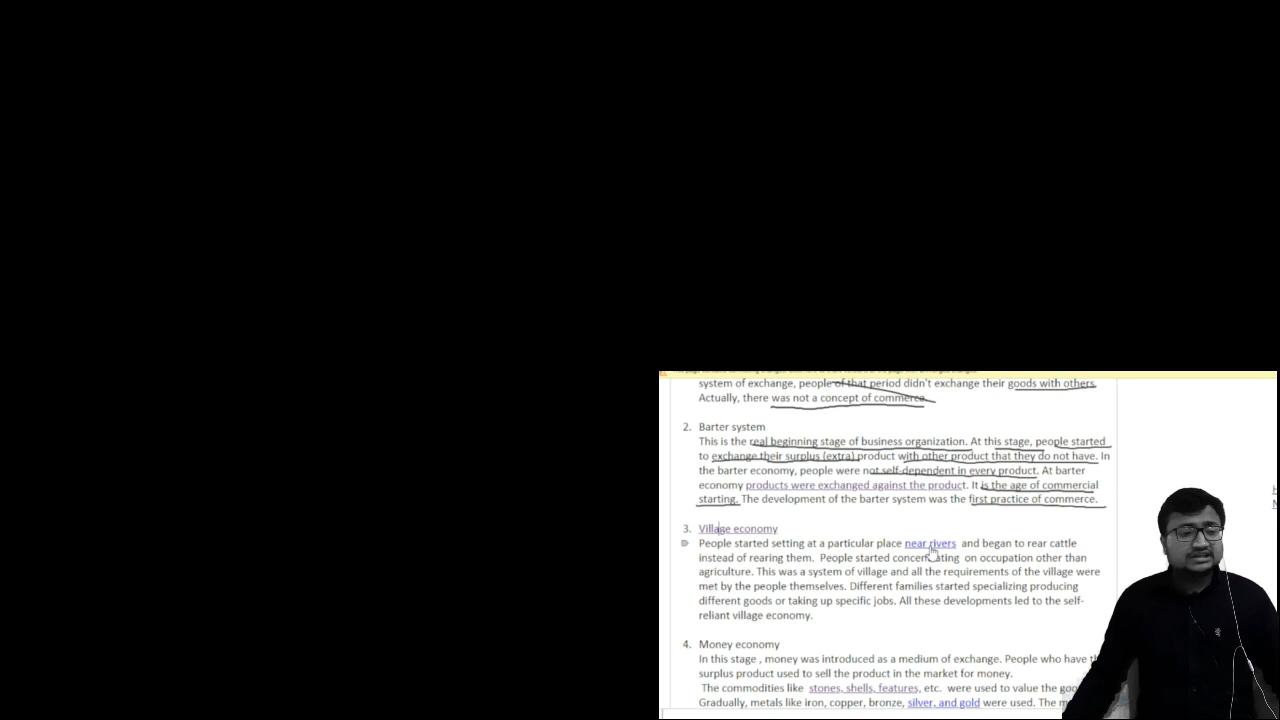 system of exchange, people of that period didn't exchange their goods with others.
Actually, there was not a concept of commerce.
2. Barter system
This is the real beginning stage of business organization. At this stage, people started
to exchange their surplus (extra) product with other product that they do not have. In
the barter economy, people were not self-dependent in every product. At barter
economy products were exchanged against the product. It is the age of commercial
starting. The development of the barter system was the first practice of commerce.
3. Village economy
People started setting at a particular place near rivers and began to rear cattle
instead of rearing them. People started concentrating on occupation other than
agriculture. This was a system of village and all the requirements of the village were
met by the people themselves. Different families started specializing producing
different goods or taking up specific jobs. All these developments led to the self-
reliant village economy.
4. Money economy
In this stage , money was introduced as a medium of exchange. People who have
surplus product used to sell the product in the market for money.
The commodities like stones, shells, features, etc. were used to value the
Gradually, metals like iron, copper, bronze, silver, and gold were used. The